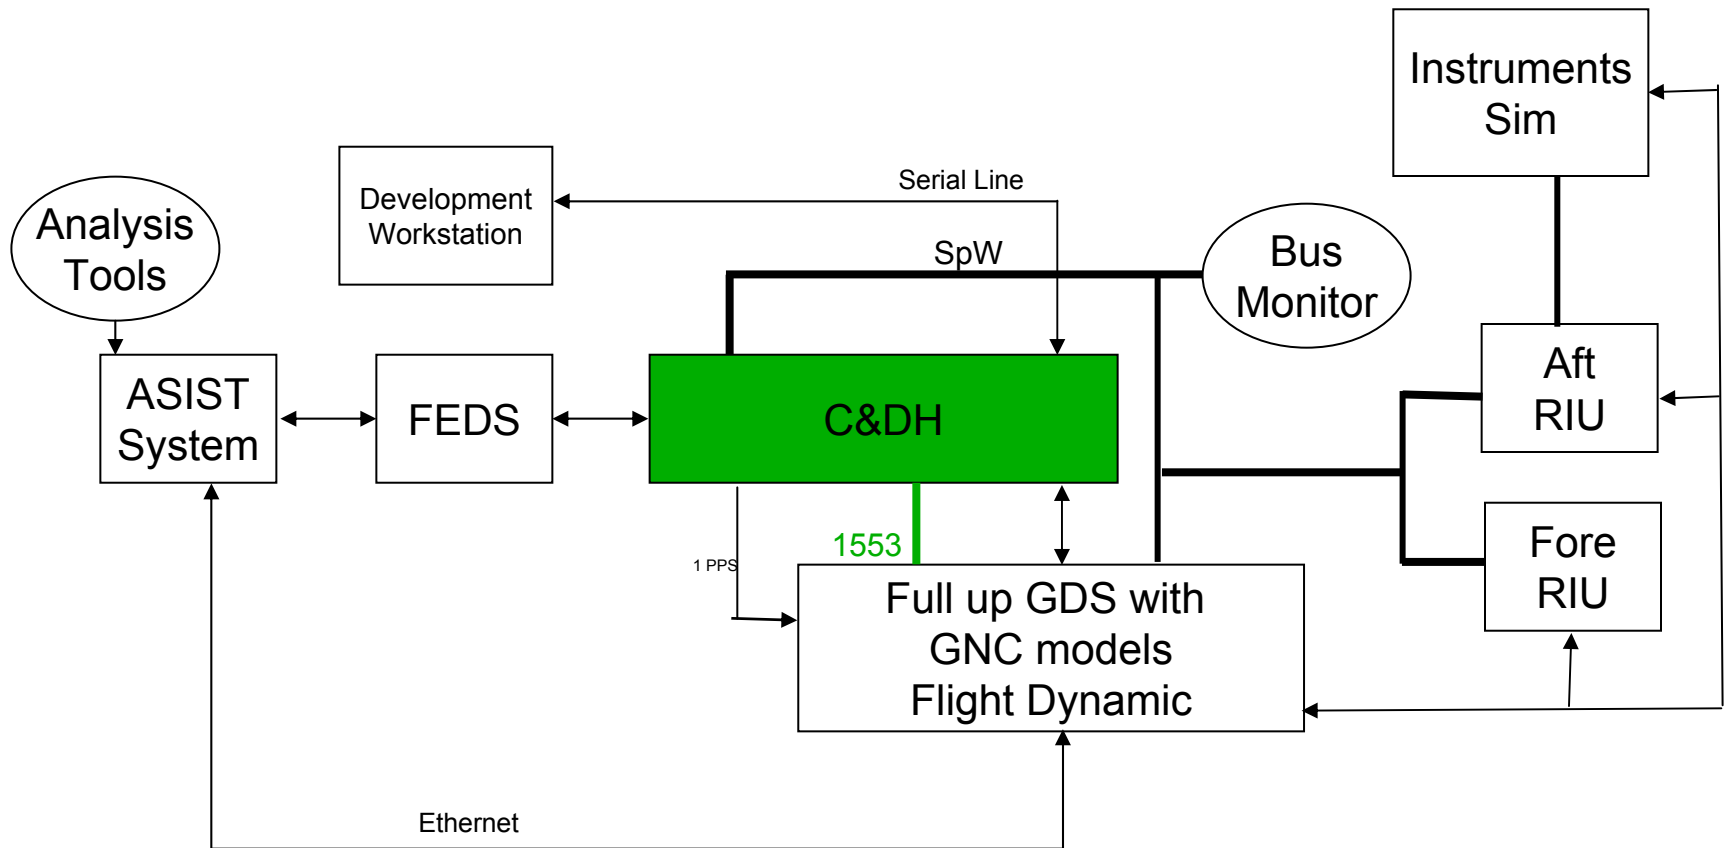 Instruments
Sim
Analysis
Tools
Development
Workstation
Serial Line
SpW
Bus
Monitor
ASIST
System
FEDS
C&DH
Aft
RIU
1553
1 PPS
Fore
RIU
Full up GDS with
GNC models
Flight Dynamic
Ethernet